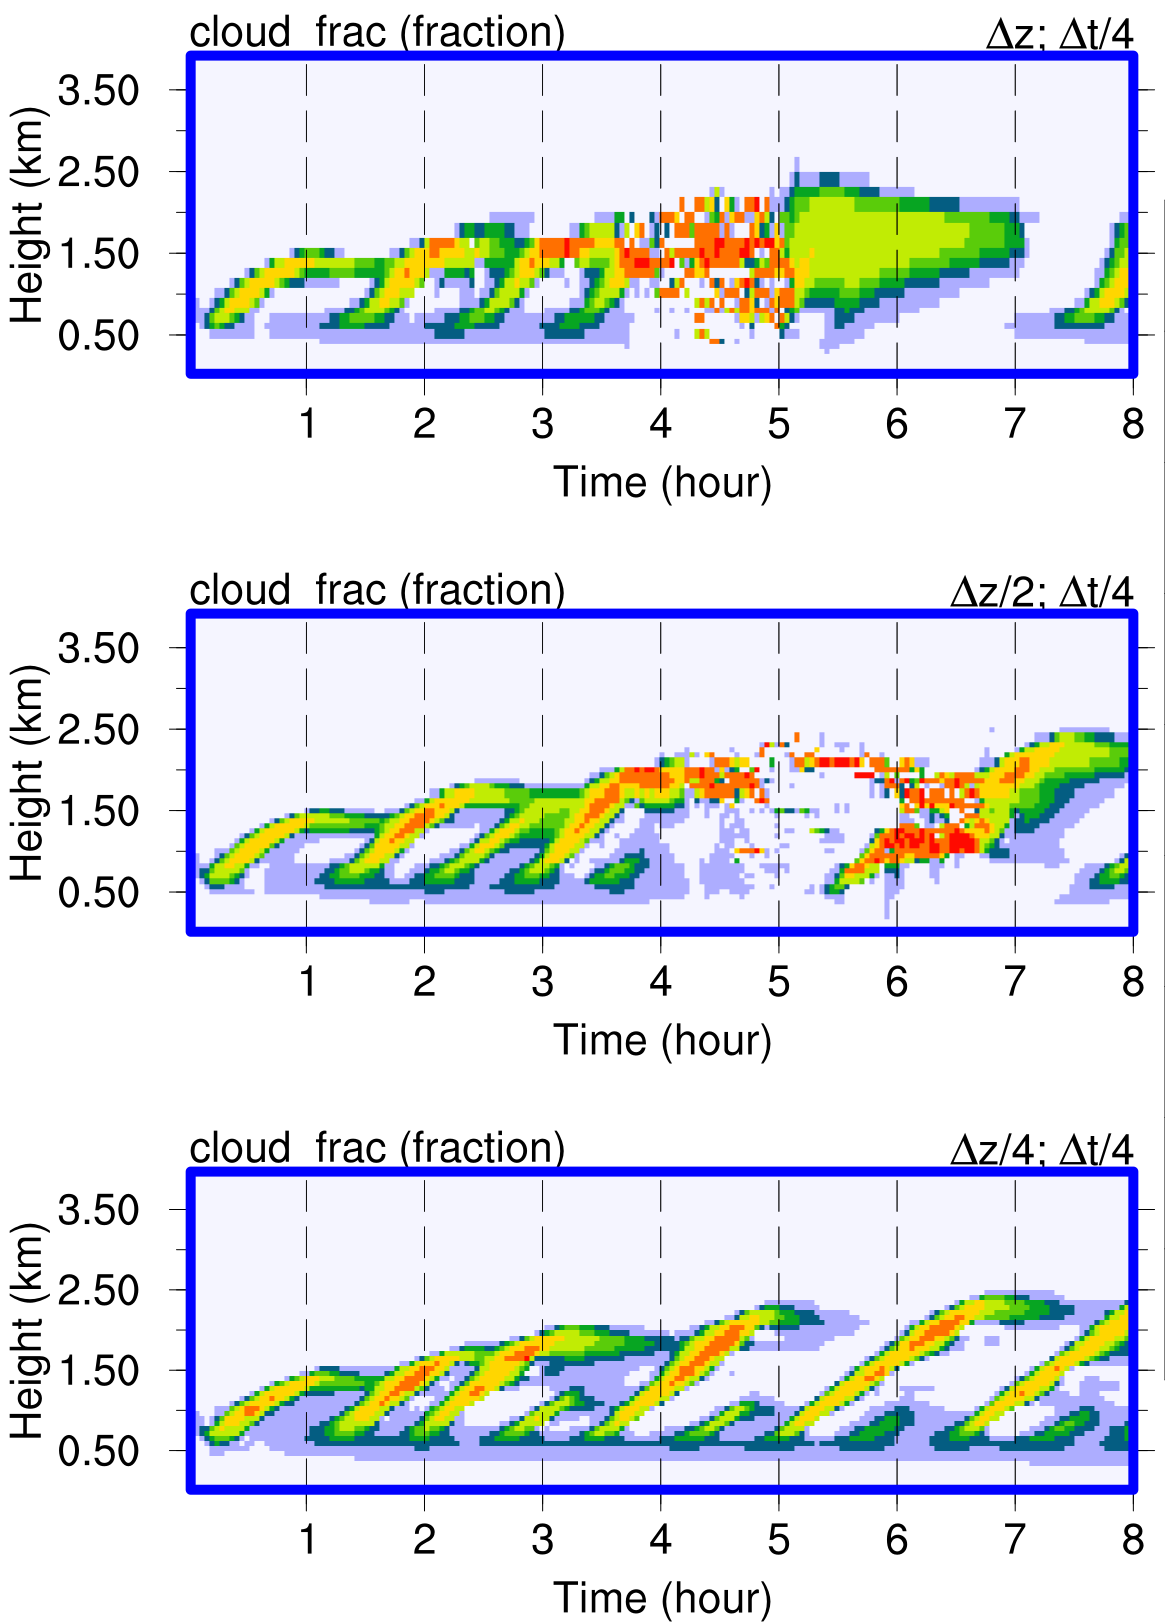 cloud frac (fraction) Δz; Δt/4
3.50
2.50
1.50
0.50
Height (km)
1 2 3 4 5 6 7 8
Time (hour)
cloud frac (fraction) Δz/2; Δt/4
3.50
2.50
1.50
0.50
Height (km)
1 2 3 4 5 6 7 8
Time (hour)
cloud frac (fraction) Δz/4; Δt/4
3.50
2.50
1.50
0.50
Height (km)
1 2 3 4 5 6 7 8
Time (hour)